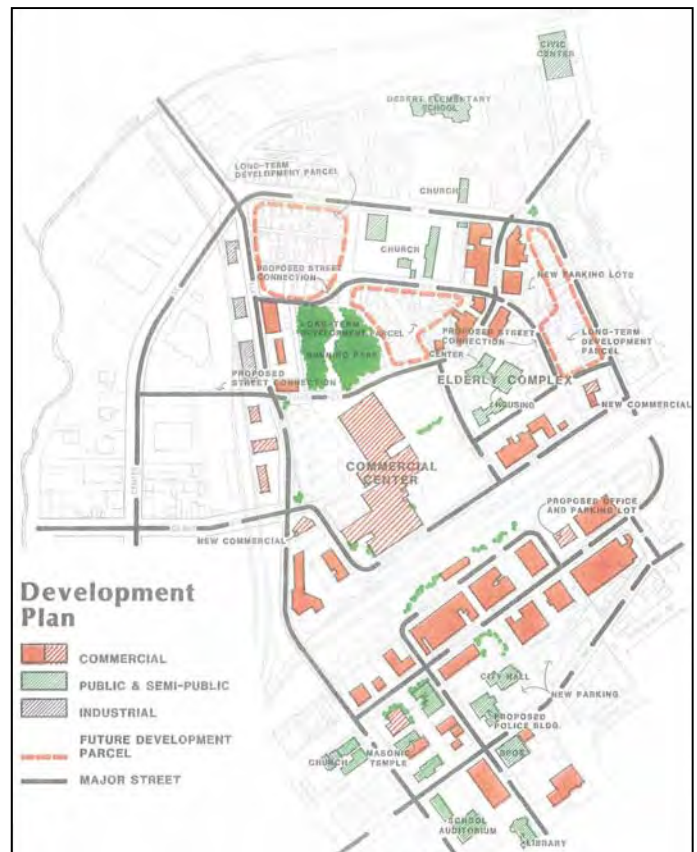 CIVIC
CENTER
DESERT ELEMENTARY
SCHOOL
LONG-TERM
DEVELOPMENT PARCEL
CHURCH
CHURCH
PROPOSED STREET
CONNECTION
NEW PARKING LOTS
LONG-TERM
DEVELOPMENT PARCEL
PARK
PROPOSED STREET
CONNECTION
LONG-TERM
DEVELOPMENT
PARCEL
CENTER
PROPOSED
STREET CONNECTION
ELDERLY COMPLEX
HOUSING
NEW COMMERCIAL
COMMERCIAL
CENTER
PROPOSED OFFICE
AND PARKING LOT
NEW COMMERCIAL
Development
Plan
COMMERCIAL
PUBLIC & SEMI-PUBLIC
INDUSTRIAL
FUTURE DEVELOPMENT
PARCEL
MAJOR STREET
CITY HALL
NEW PARKING
PROPOSED
POLICE BLDG.
CHURCH
MASONIC
TEMPLE
BPOE
SCHOOL
AUDITORIUM
LIBRARY